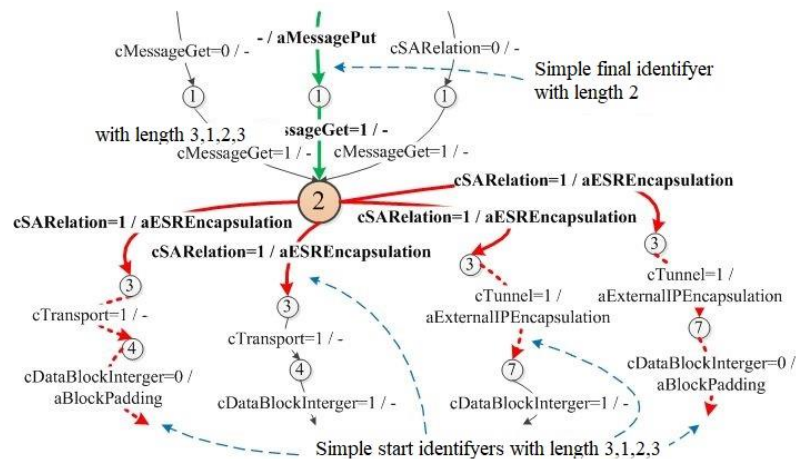 - / aMessagePut
cMessageGet=0 / -
cSARelation=0 / -
Simple final identifyer
with length 2
1
1
1
with length 3,1,2,3
ssageGet=1 / -
cMessageGet=1 / -
cMessageGet=1 / -
2
cSARelation=1 / aESREncapsulation
cSARelation=1 / aESREncapsulation
cSARelation=1 / aESREncapsulation
cSARelation=1 / aESREncapsulation
3
3
3
3
cTunnel=1 /
aExternalIPEncapsulation
cTunnel=1 /
aExternalIPEncapsulation
cTransport=1 / -
cTransport=1 / -
4
4
7
7
cDataBlockInterger=0 /
aBlockPadding
cDataBlockInterger=1 / -
cDataBlockInterger=1 / -
cDataBlockInterger=0 /
aBlockPadding
Simple start identifyers with length 3,1,2,3